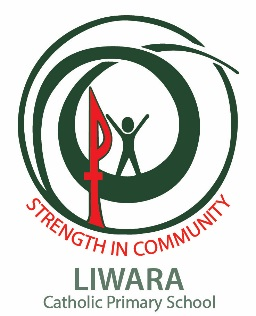 STRENGTH IN COMMUNITY
LIWARA
Catholic Primary School